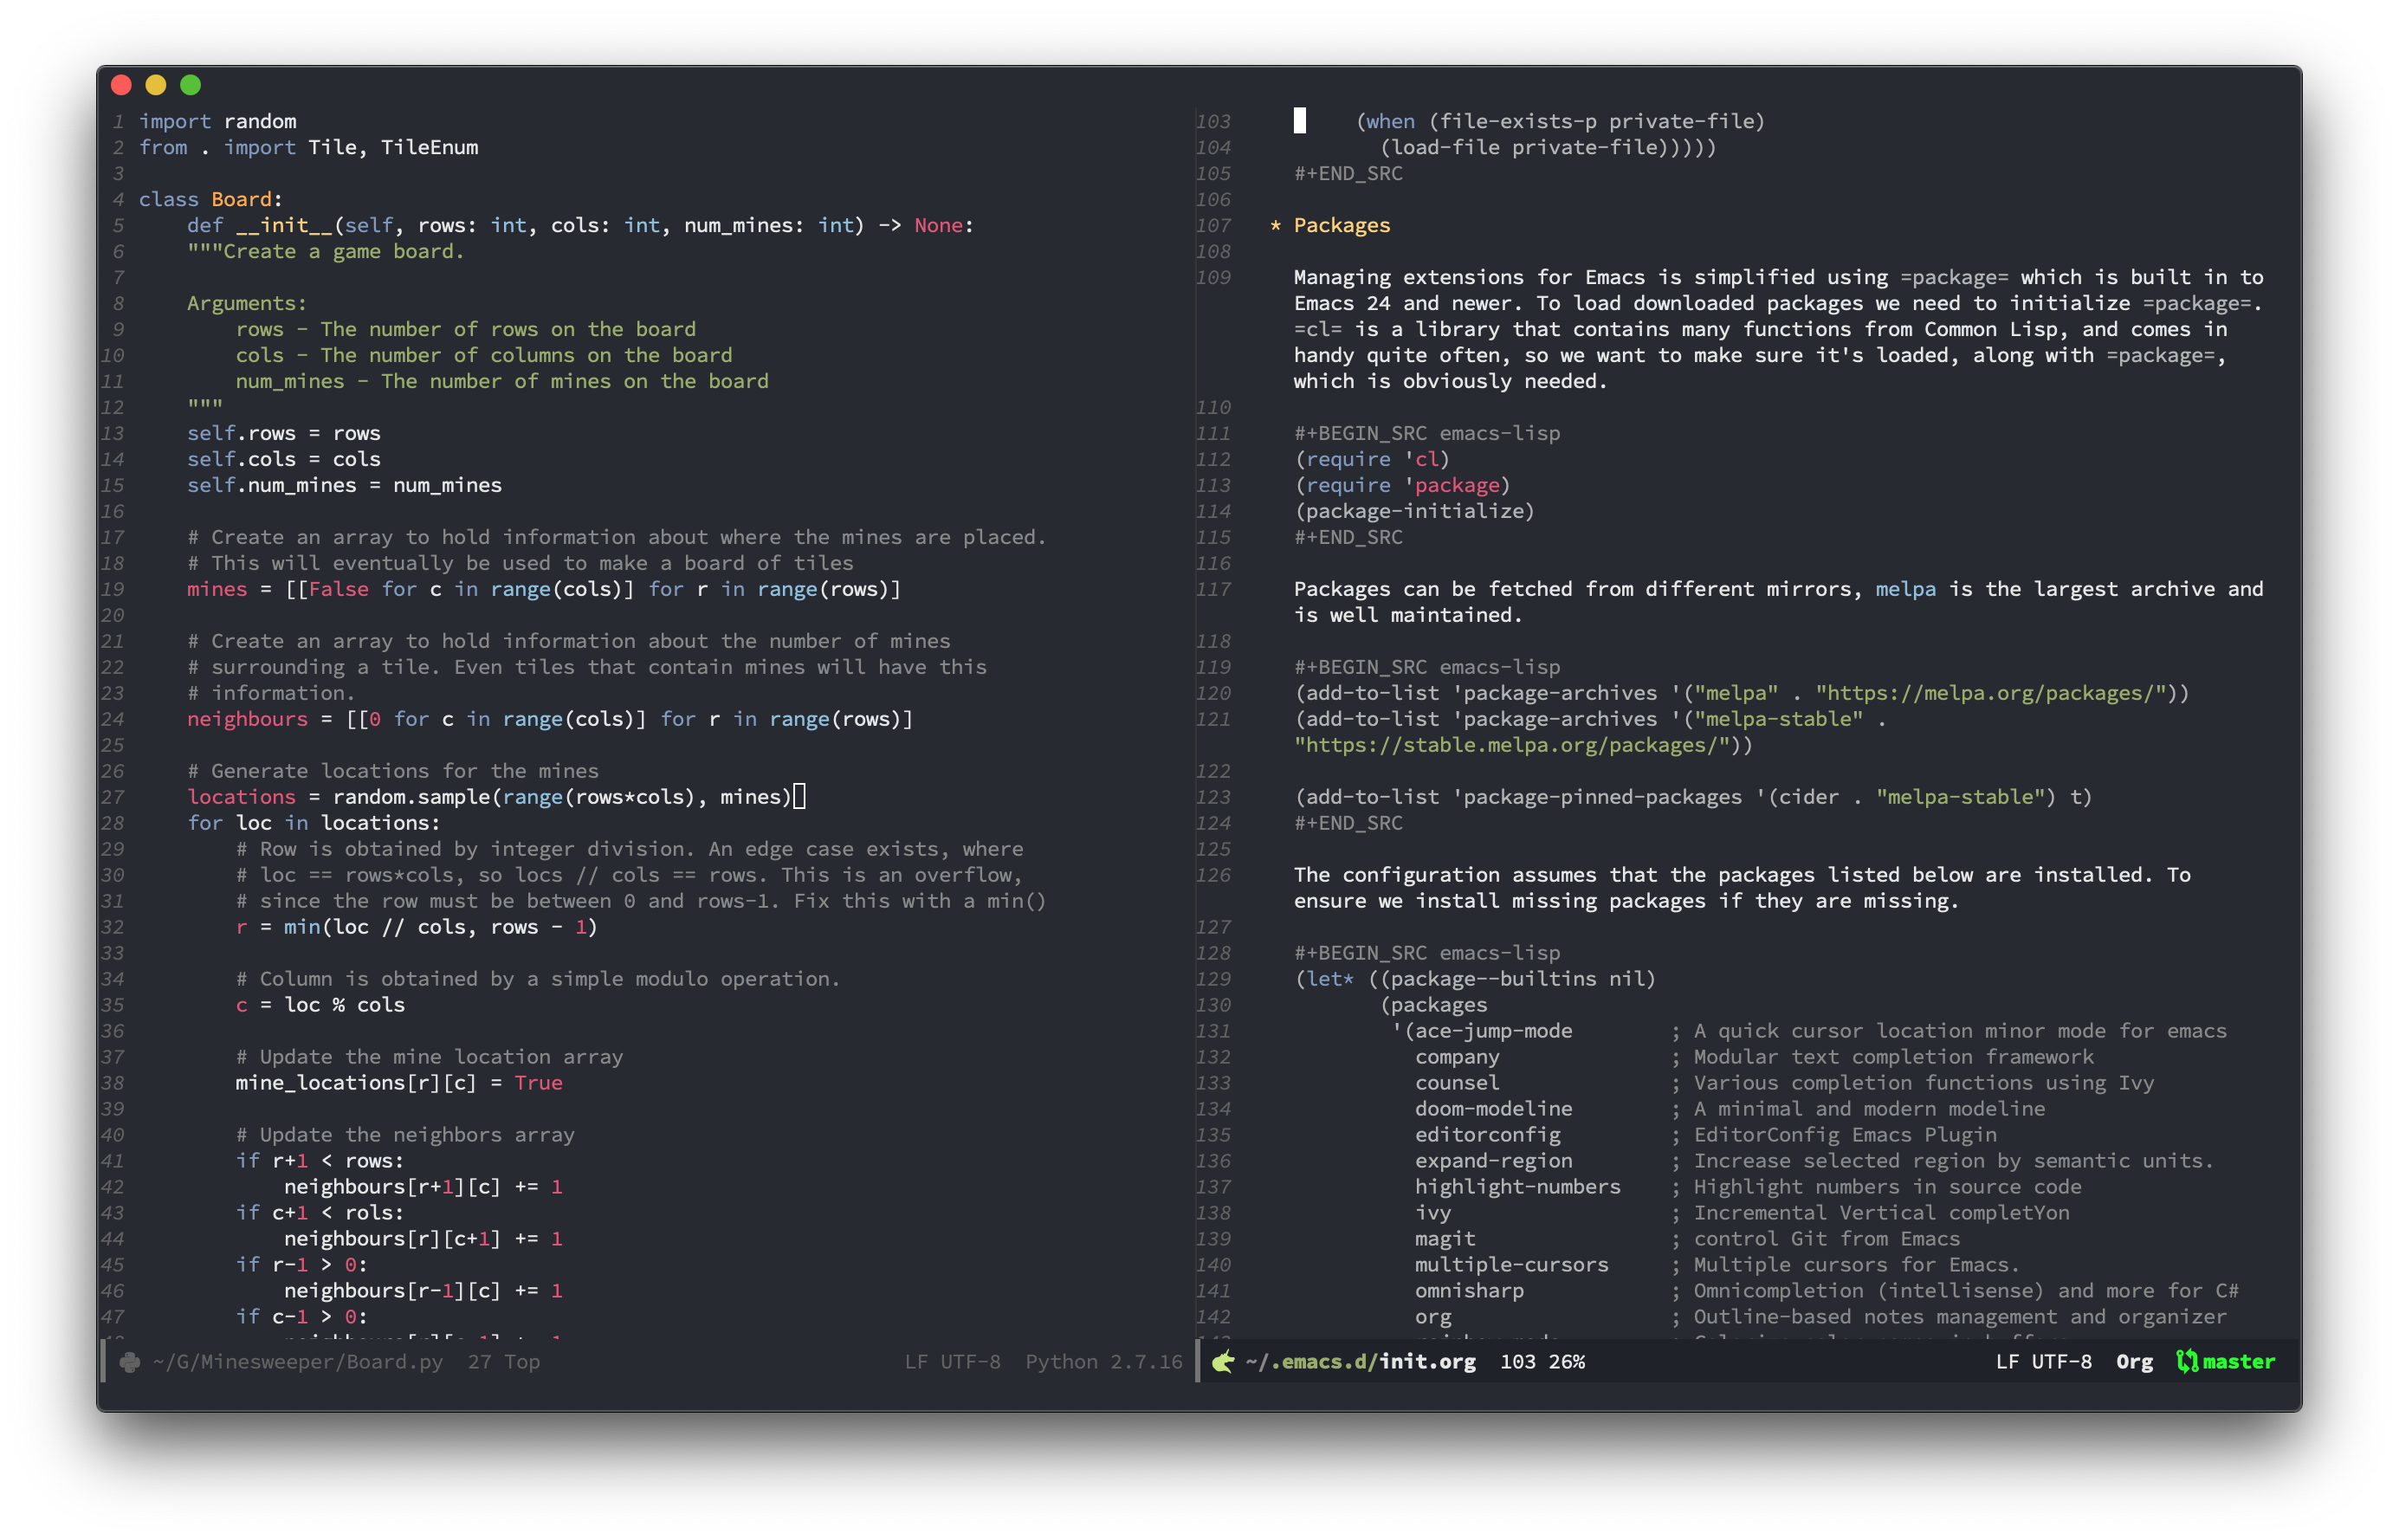 1 import random
2 from . import Tile, TileEnum
3
4 class Board:
5     def __init__(self, rows: int, cols: int, num_mines: int) -> None:
6     """Create a game board.
7
8     Arguments:
9         rows - The number of rows on the board
10         cols - The number of columns on the board
11         num_mines - The number of mines on the board
12     """
13     self.rows = rows
14     self.cols = cols
15     self.num_mines = num_mines
16
17     # Create an array to hold information about where the mines are placed.
18     # This will eventually be used to make a board of tiles
19     mines = [[False for c in range(cols)] for r in range(rows)]
20
21     # Create an array to hold information about the number of mines
22     # surrounding a tile. Even tiles that contain mines will have this
23     # information.
24     neighbours = [[0 for c in range(cols)] for r in range(rows)]
25
26     # Generate locations for the mines
27     locations = random.sample(range(rows*cols), mines)
28     for loc in locations:
29         # Row is obtained by integer division. An edge case exists, where
30         # loc == rows*cols, so locs // cols == rows. This is an overflow,
31         # since the row must be between 0 and rows-1. Fix this with a min()
32         r = min(loc // cols, rows - 1)
33
34         # Column is obtained by a simple modulo operation.
35         c = loc % cols
36
37         # Update the mine location array
38         mine_locations[r][c] = True
39
40         # Update the neighbors array
41         if r+1 < rows:
42             neighbours[r+1][c] += 1
43         if c+1 < rols:
44             neighbours[r][c+1] += 1
45         if r-1 > 0:
46             neighbours[r-1][c] += 1
47         if c-1 > 0:
~/G/Minesweeper/Board.py 27 Top LF UTF-8 Python 2.7.16
103      (when (file-exists-p private-file)
104        (load-file private-file)))))
105 #+END_SRC
106
107 * Packages
108
109 Managing extensions for Emacs is simplified using =package= which is built in to
Emacs 24 and newer. To load downloaded packages we need to initialize =package=.
=cl= is a library that contains many functions from Common Lisp, and comes in
handy quite often, so we want to make sure it's loaded, along with =package=,
which is obviously needed.
110
111 #+BEGIN_SRC emacs-lisp
112 (require 'cl)
113 (require 'package)
114 (package-initialize)
115 #+END_SRC
116
117 Packages can be fetched from different mirrors, melpa is the largest archive and
is well maintained.
118
119 #+BEGIN_SRC emacs-lisp
120 (add-to-list 'package-archives '("melpa" . "https://melpa.org/packages/"))
121 (add-to-list 'package-archives '("melpa-stable" .
"https://stable.melpa.org/packages/"))
122
123 (add-to-list 'package-pinned-packages '(cider . "melpa-stable") t)
124 #+END_SRC
125
126 The configuration assumes that the packages listed below are installed. To
ensure we install missing packages if they are missing.
127
128 #+BEGIN_SRC emacs-lisp
129 (let* ((package--builtins nil)
130        (packages
131         '(ace-jump-mode        ; A quick cursor location minor mode for emacs
132           company              ; Modular text completion framework
133           counsel              ; Various completion functions using Ivy
134           doom-modeline        ; A minimal and modern modeline
135           editorconfig         ; EditorConfig Emacs Plugin
136           expand-region        ; Increase selected region by semantic units.
137           highlight-numbers    ; Highlight numbers in source code
138           ivy                  ; Incremental Vertical completYon
139           magit                ; control Git from Emacs
140           multiple-cursors     ; Multiple cursors for Emacs.
141           omnisharp            ; Omnicompletion (intellisense) and more for C#
142           org                  ; Outline-based notes management and organizer
~/.emacs.d/init.org 103 26% LF UTF-8 Org master